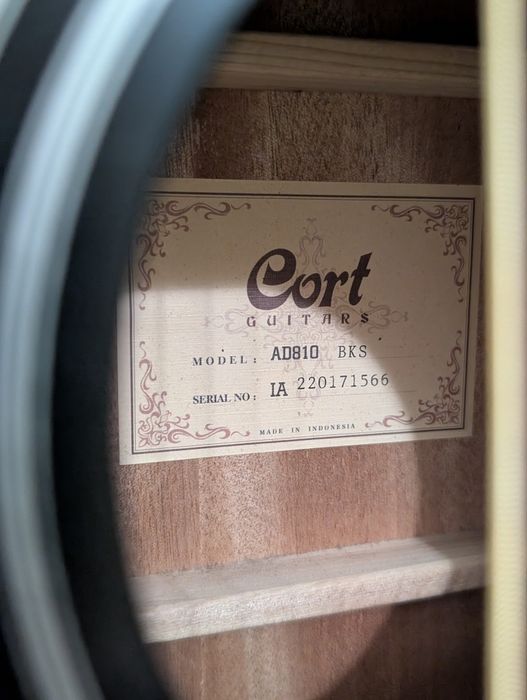 Cort
GUITARS
MODEL: AD810 BKS
SERIAL NO: IA 220171566
MADE IN INDONESIA